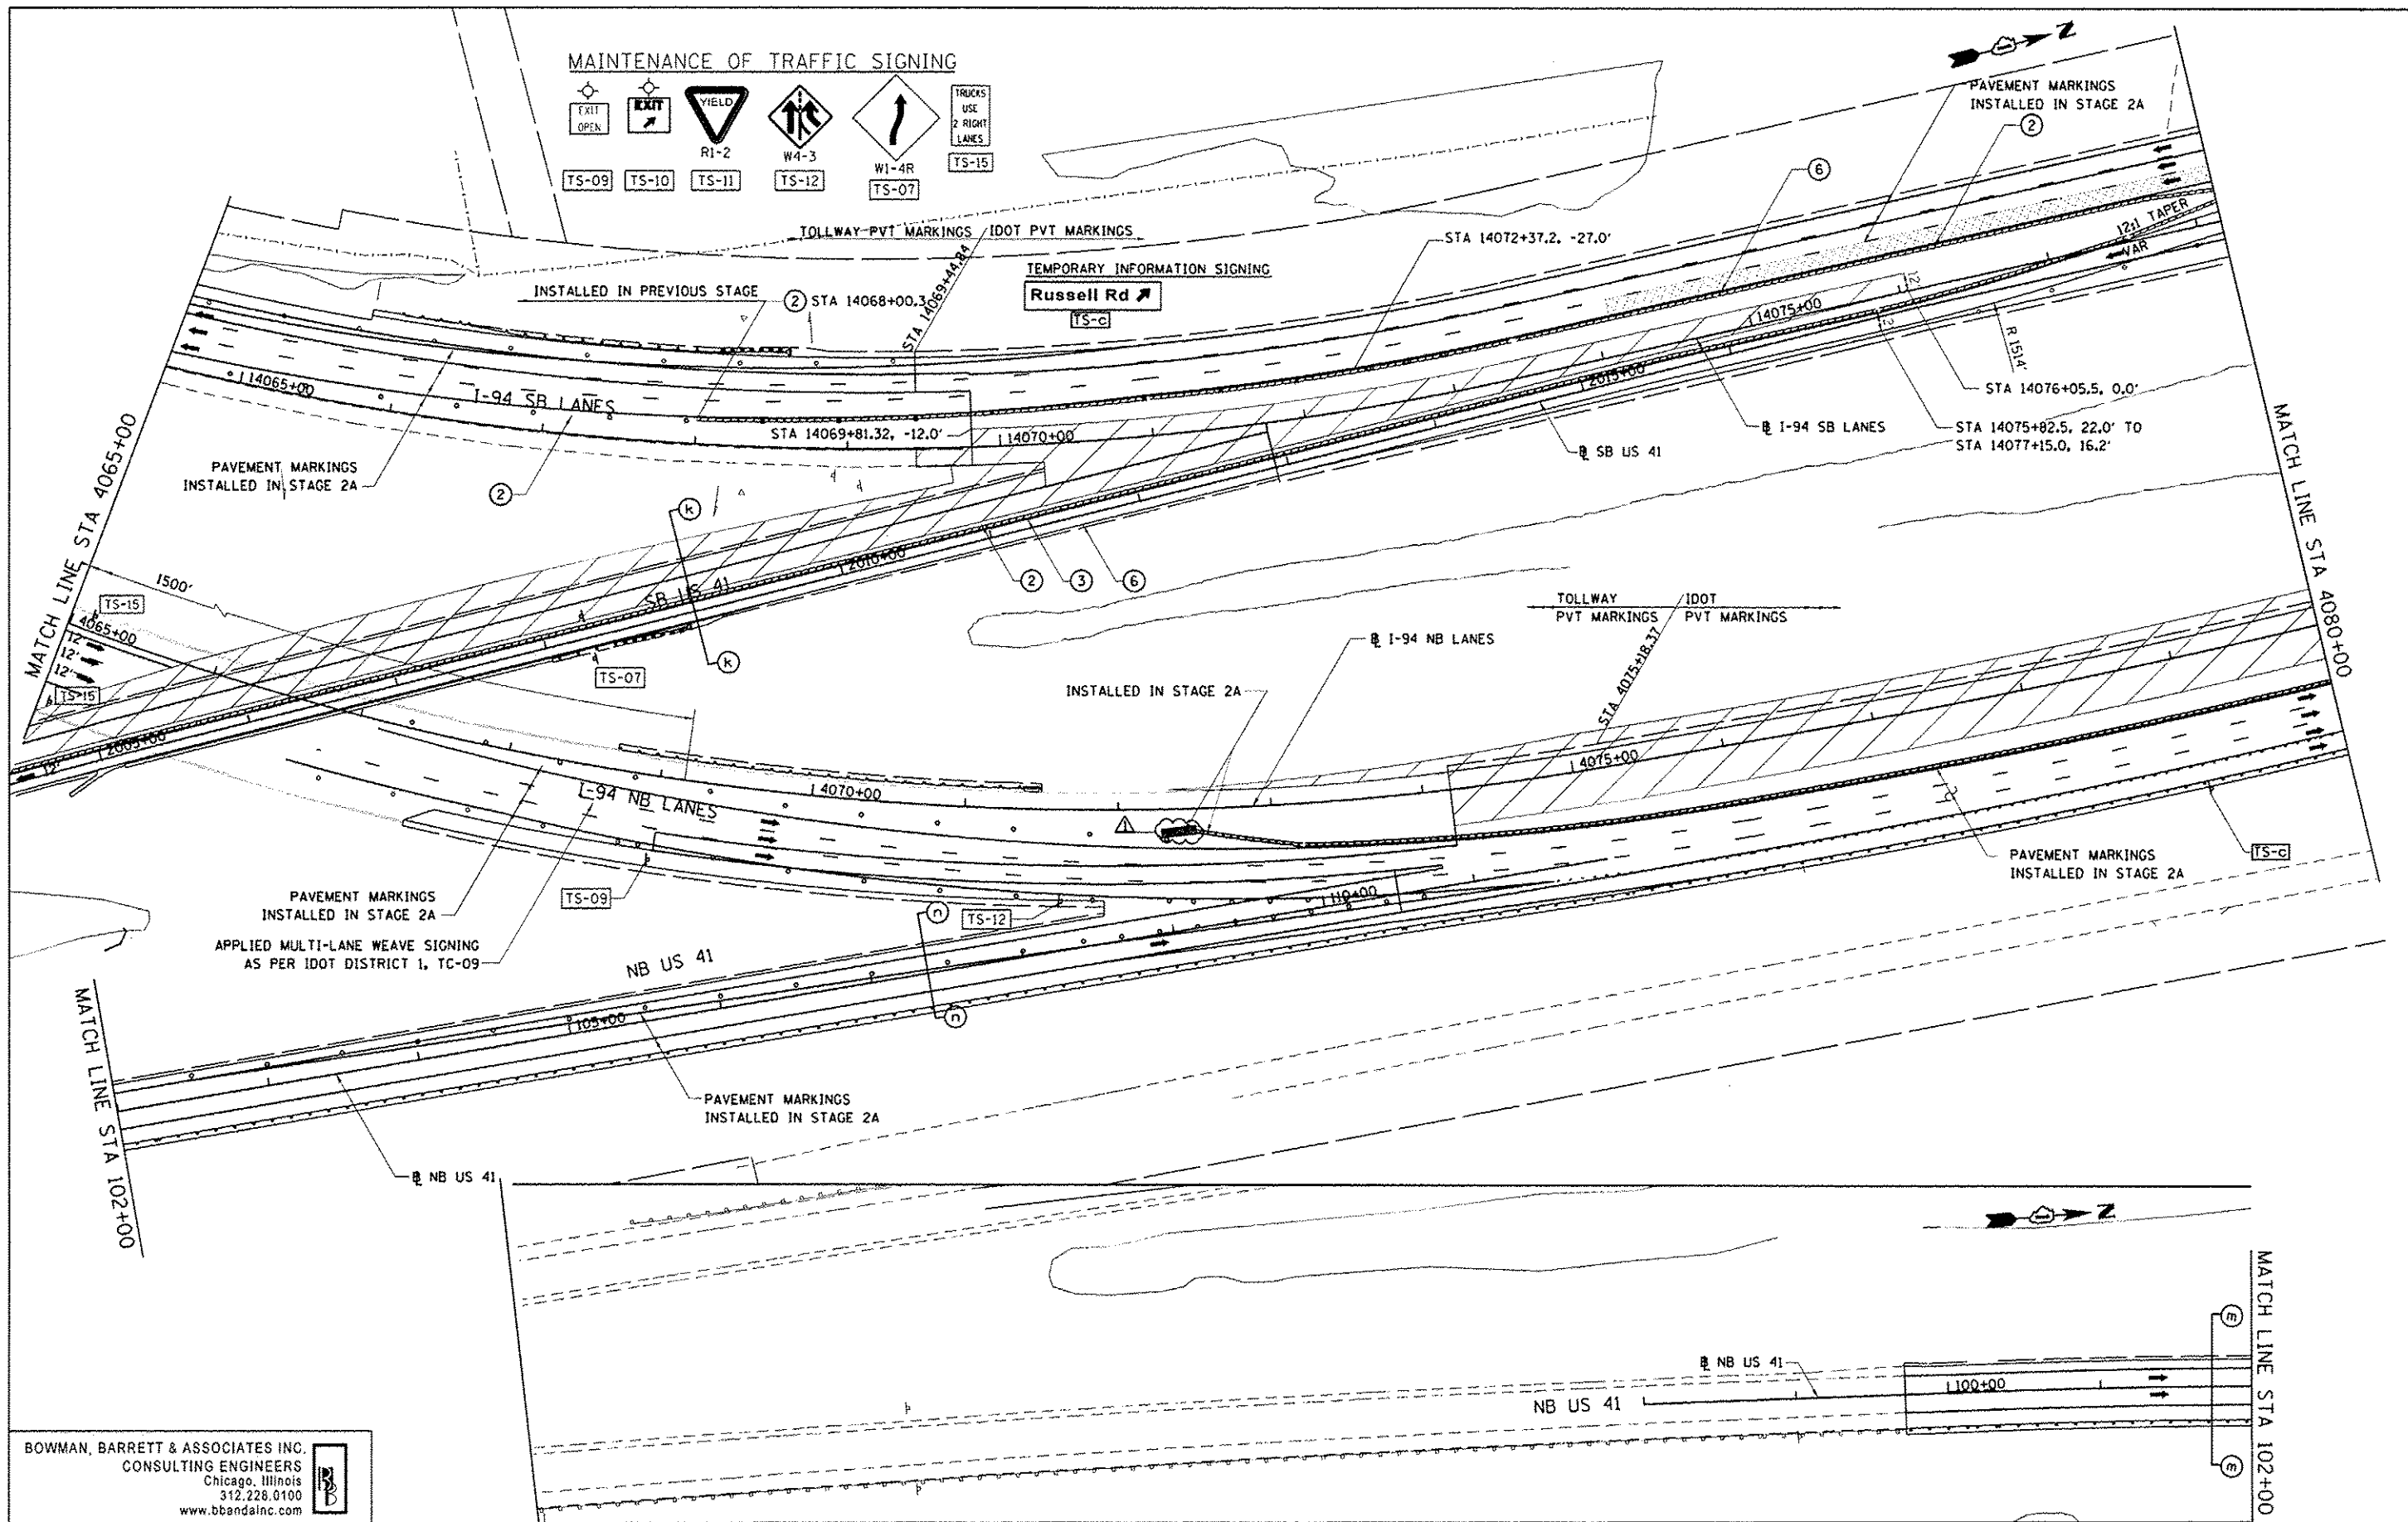 MAINTENANCE OF TRAFFIC SIGNING
EXIT
OPEN
EXIT
YIELD
TRUCKS
USE
2 RIGHT
LANES
R1-2
W4-3
W1-4R
TS-09
TS-10
TS-11
TS-12
TS-07
TS-15
N
PAVEMENT MARKINGS
INSTALLED IN STAGE 2A
2
6
TOLLWAY PVT MARKINGS
IDOT PVT MARKINGS
STA 14069+44.84
TEMPORARY INFORMATION SIGNING
Russell Rd
TS-c
INSTALLED IN PREVIOUS STAGE
2
STA 14068+00.3
STA 14072+37.2, -27.0'
12:1 TAPER
VAR
12'
14075+00
R 1514'
STA 14076+05.5, 0.0'
STA 14075+82.5, 22.0' TO
STA 14077+15.0, 16.2'
14065+00
I-94 SB LANES
STA 14069+81.32, -12.0'
14070+00
2015+00
B I-94 SB LANES
B SB US 41
PAVEMENT MARKINGS
INSTALLED IN STAGE 2A
2
MATCH LINE STA 4065+00
MATCH LINE STA 4080+00
k
2010+00
SB US 41
k
2
3
6
1500'
TS-15
4065+00
12'
12'
12'
TS-15
2005+00
12'
TS-07
TOLLWAY
PVT MARKINGS
IDOT
PVT MARKINGS
STA 4075+18.37
B I-94 NB LANES
INSTALLED IN STAGE 2A
4075+00
4070+00
I-94 NB LANES
1
PAVEMENT MARKINGS
INSTALLED IN STAGE 2A
TS-c
PAVEMENT MARKINGS
INSTALLED IN STAGE 2A
TS-09
TS-12
110+00
n
APPLIED MULTI-LANE WEAVE SIGNING
AS PER IDOT DISTRICT 1, TC-09
NB US 41
105+00
n
MATCH LINE STA 102+00
PAVEMENT MARKINGS
INSTALLED IN STAGE 2A
B NB US 41
N
MATCH LINE STA 102+00
m
B NB US 41
NB US 41
100+00
m
BOWMAN, BARRETT & ASSOCIATES INC.
CONSULTING ENGINEERS
Chicago, Illinois
312.228.0100
www.bbandainc.com